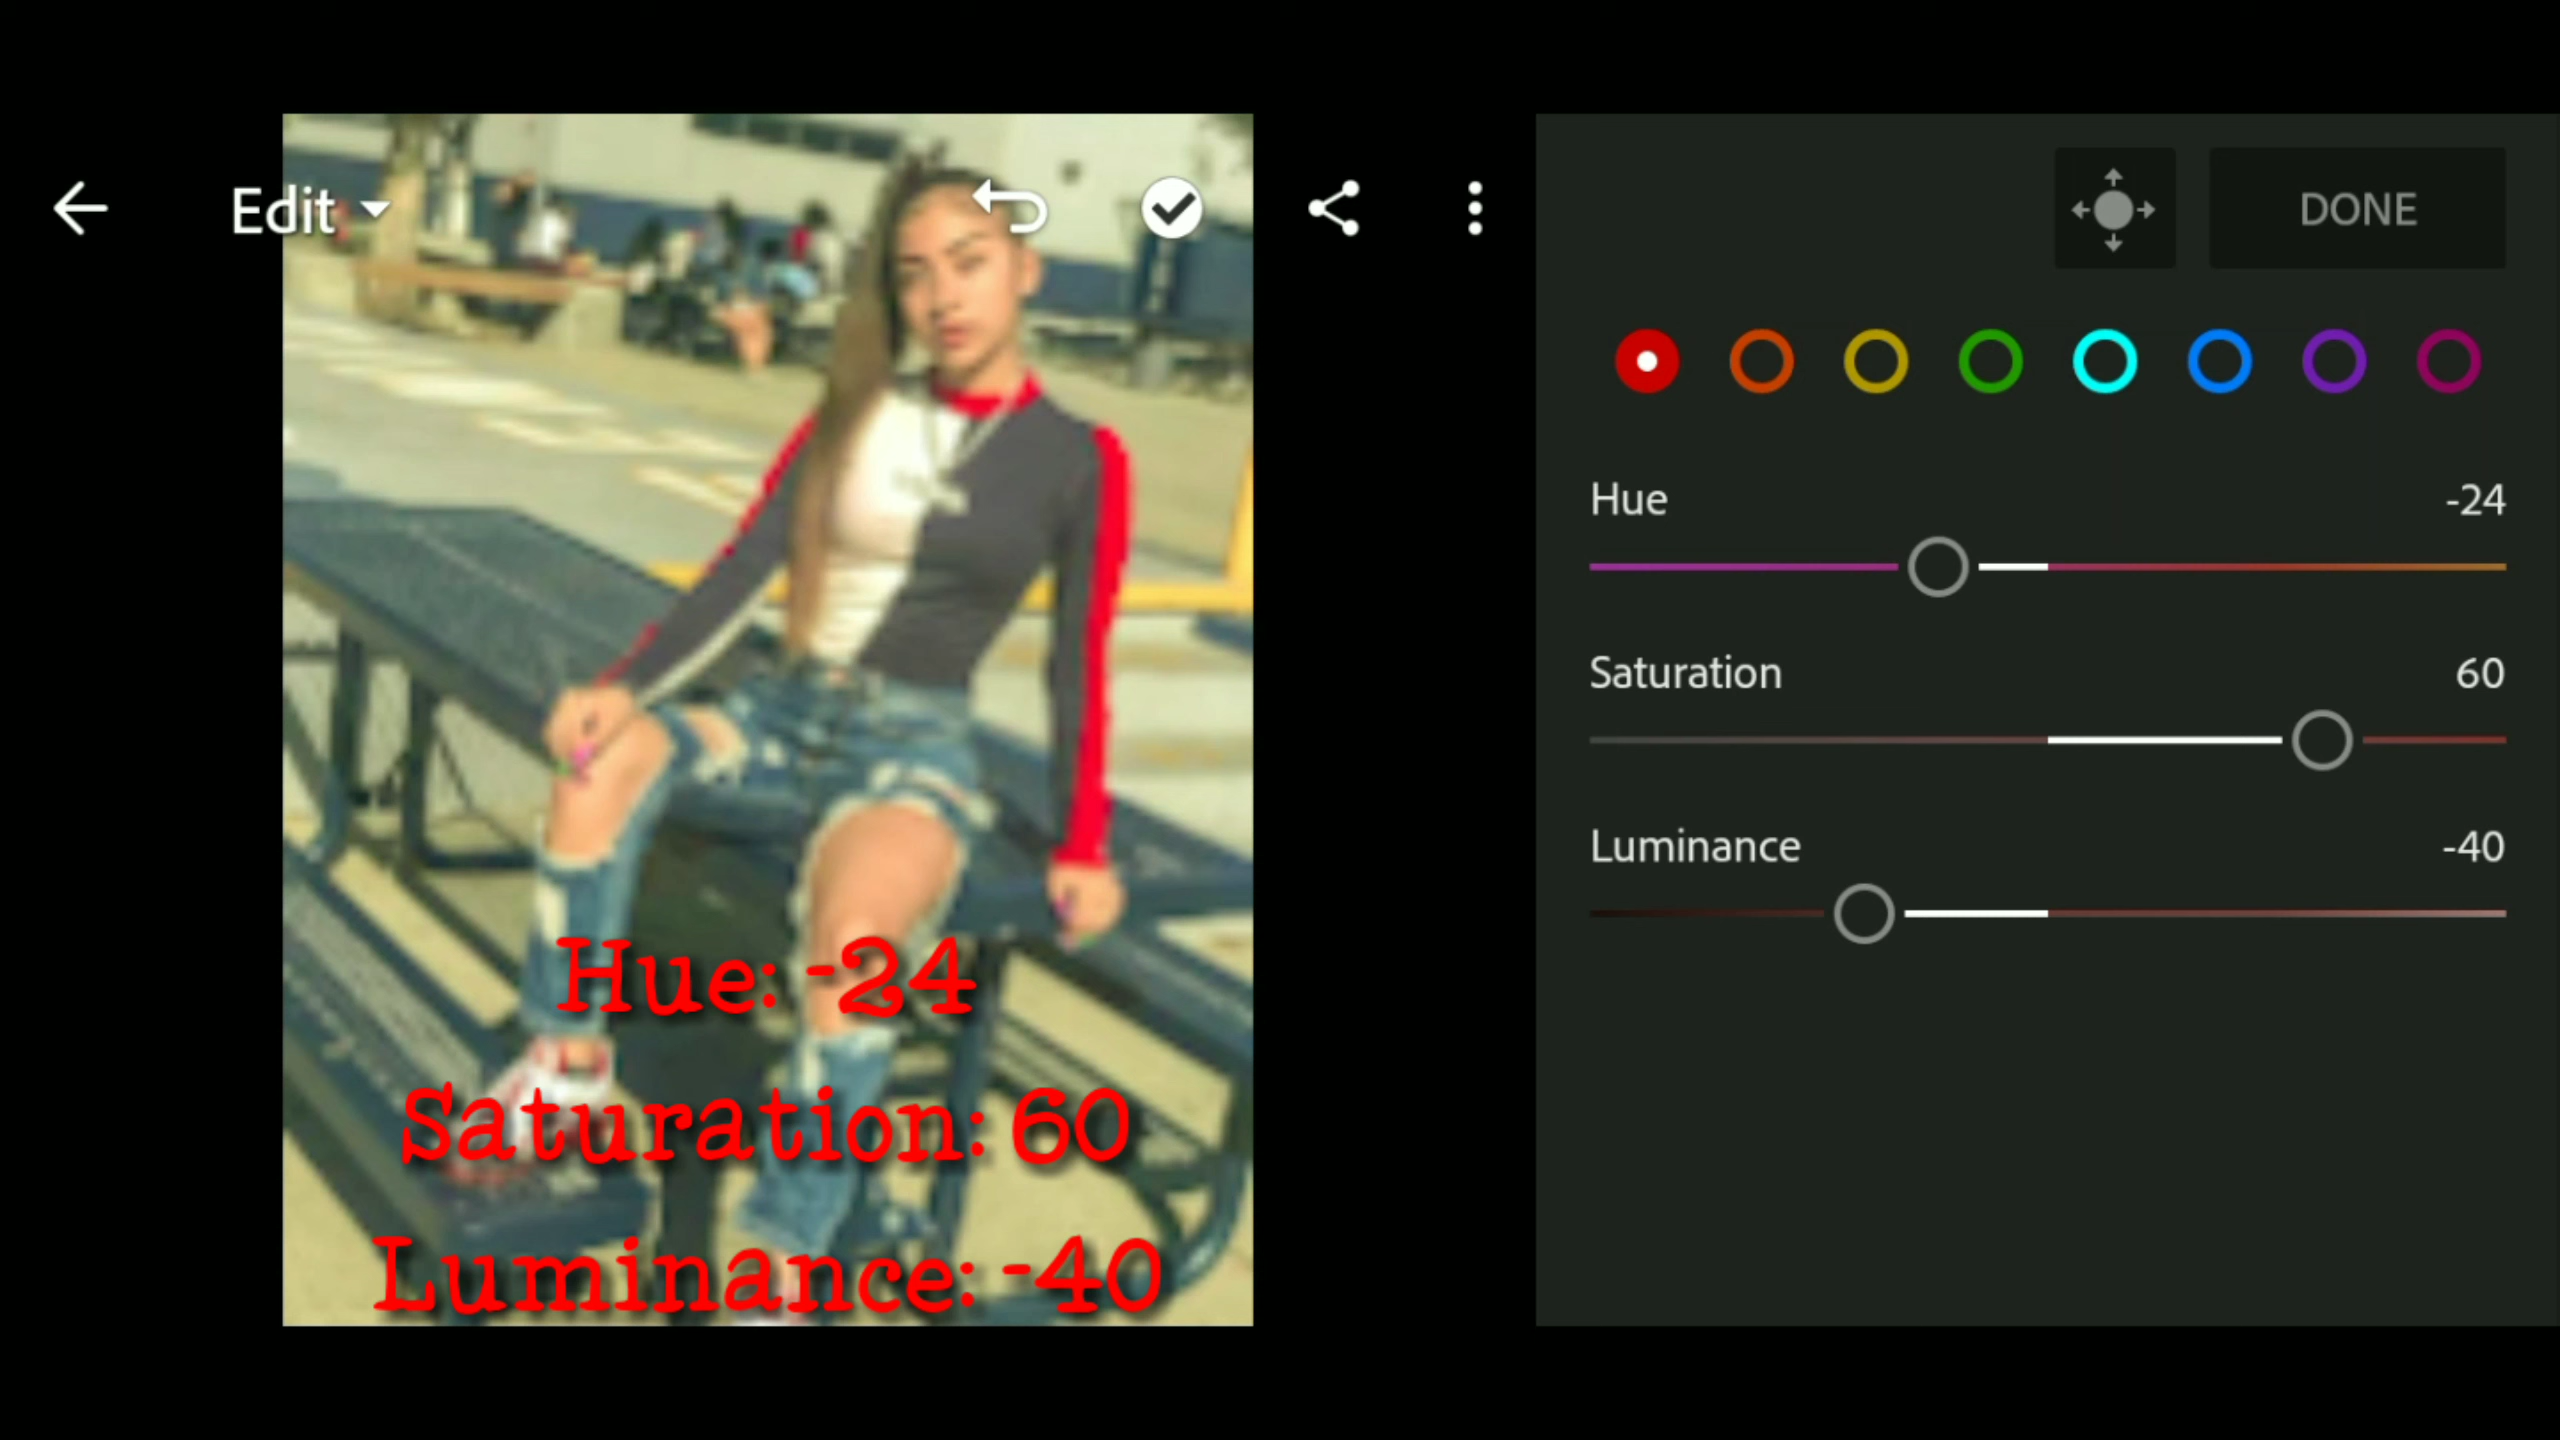 Edit
DONE
Hue -24
Saturation 60
Luminance -40
Hue: -24
Saturation: 60
Luminance: -40